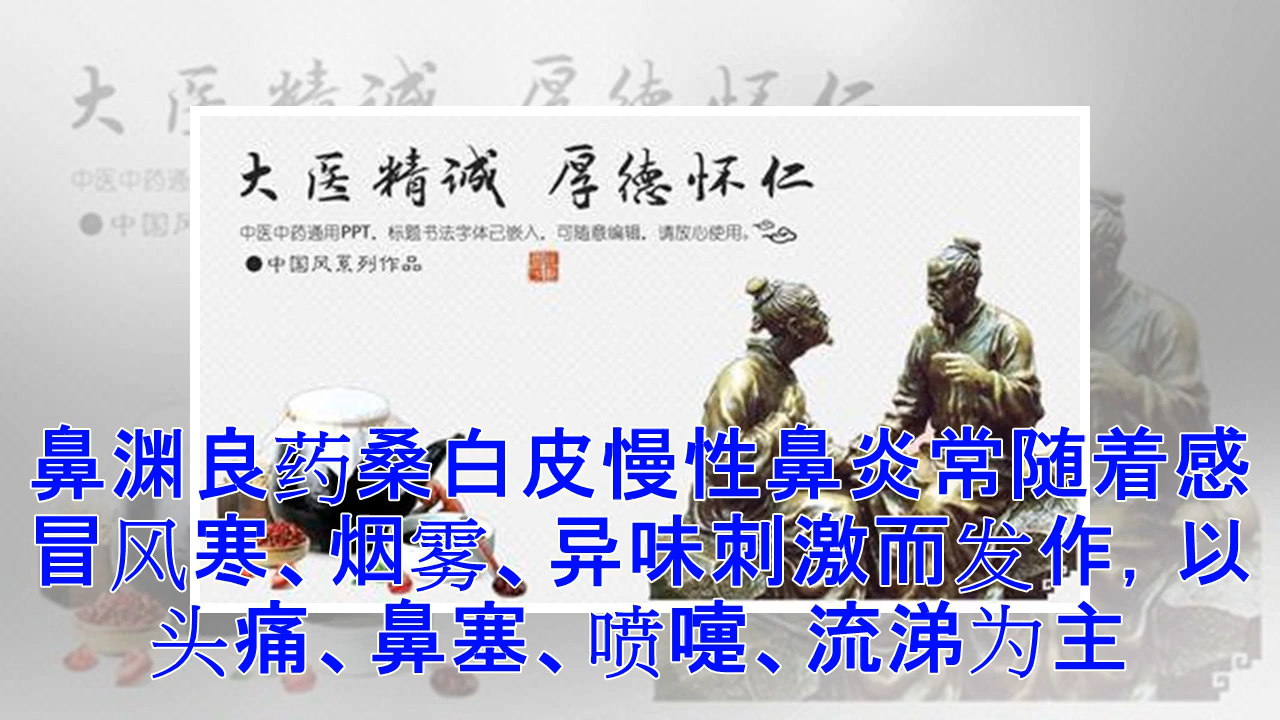 大医精诚 厚德怀仁
中医中药通用PPT，标题书法字体已嵌入，可随意编辑，请放心使用。
●中国风系列作品
鼻渊良药桑白皮慢性鼻炎常随着感
冒风寒、烟雾、异味刺激而发作，以
头痛、鼻塞、喷嚏、流涕为主